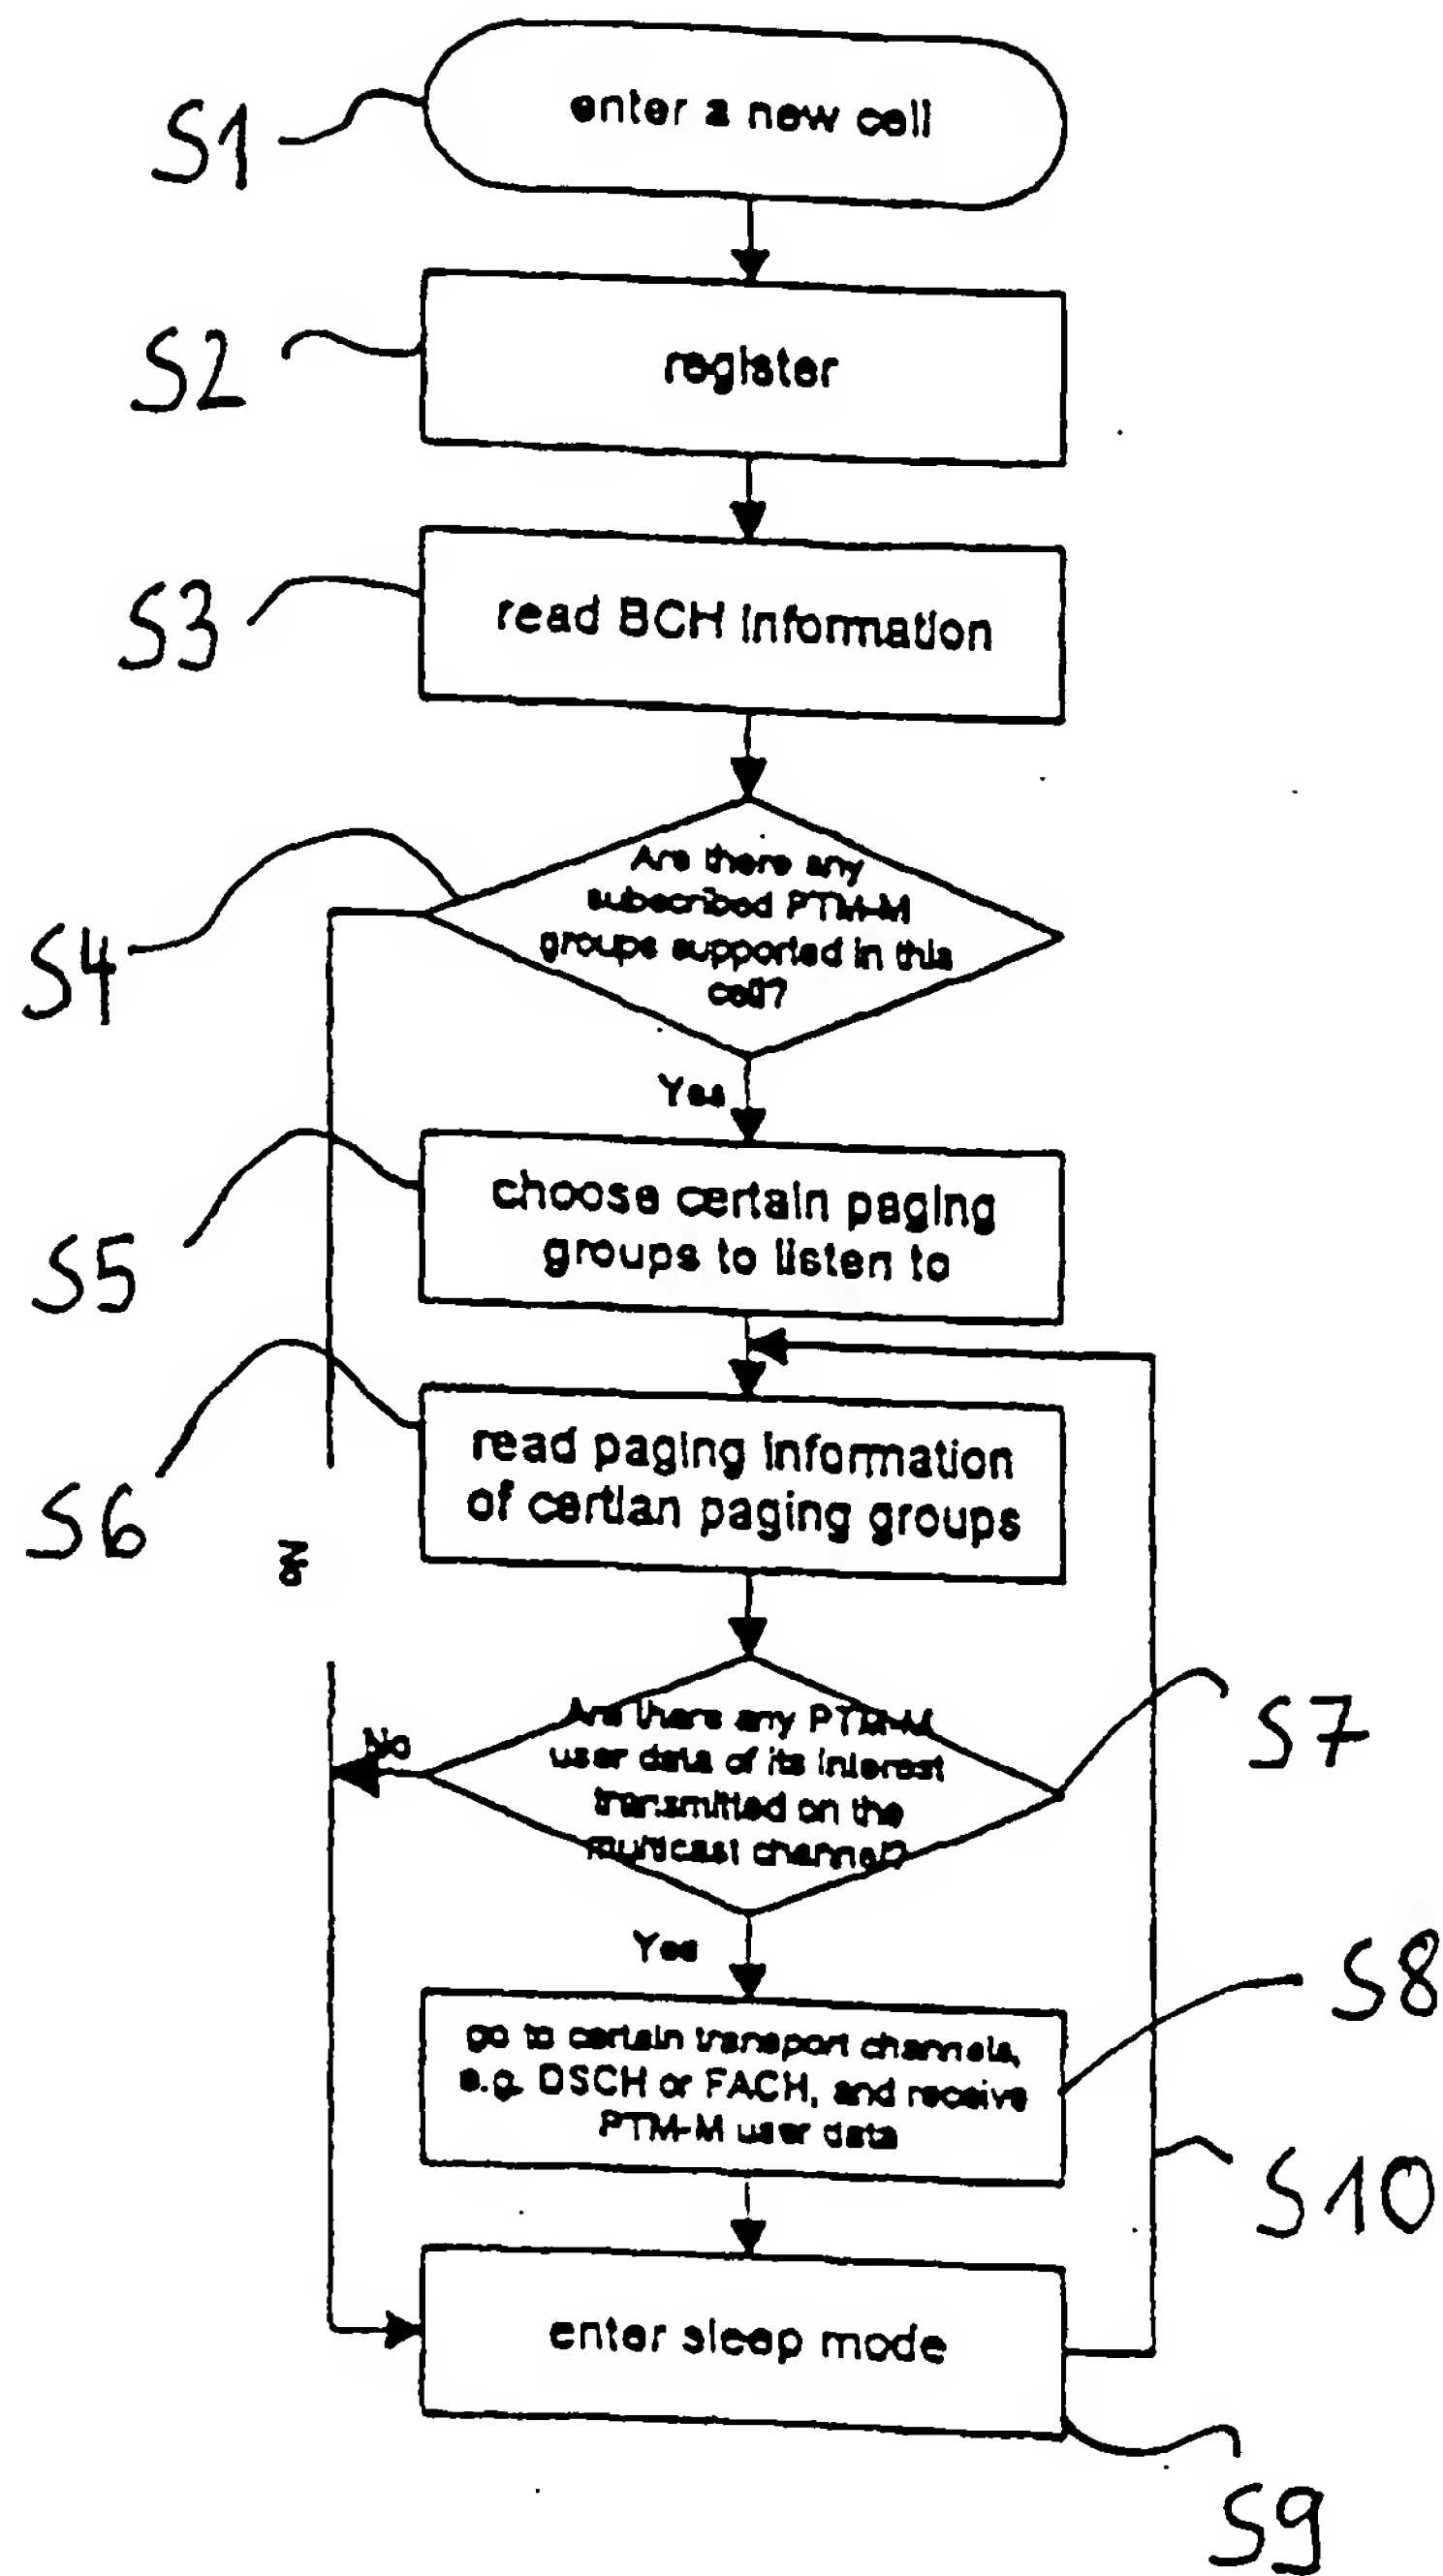 S1
enter a new cell
S2
register
S3
read BCH information
S4
Are there any
subscribed PTM-M
groups supported in this
cell?
Yes
S5
choose certain paging
groups to listen to
S6
read paging information
of certian paging groups
No
No
Are there any PTM-M
user data of its interest
transmitted on the
multicast channel?
S7
Yes
S8
go to certain transport channels,
e.g. DSCH or FACH, and receive
PTM-M user data
S10
enter sleep mode
S9